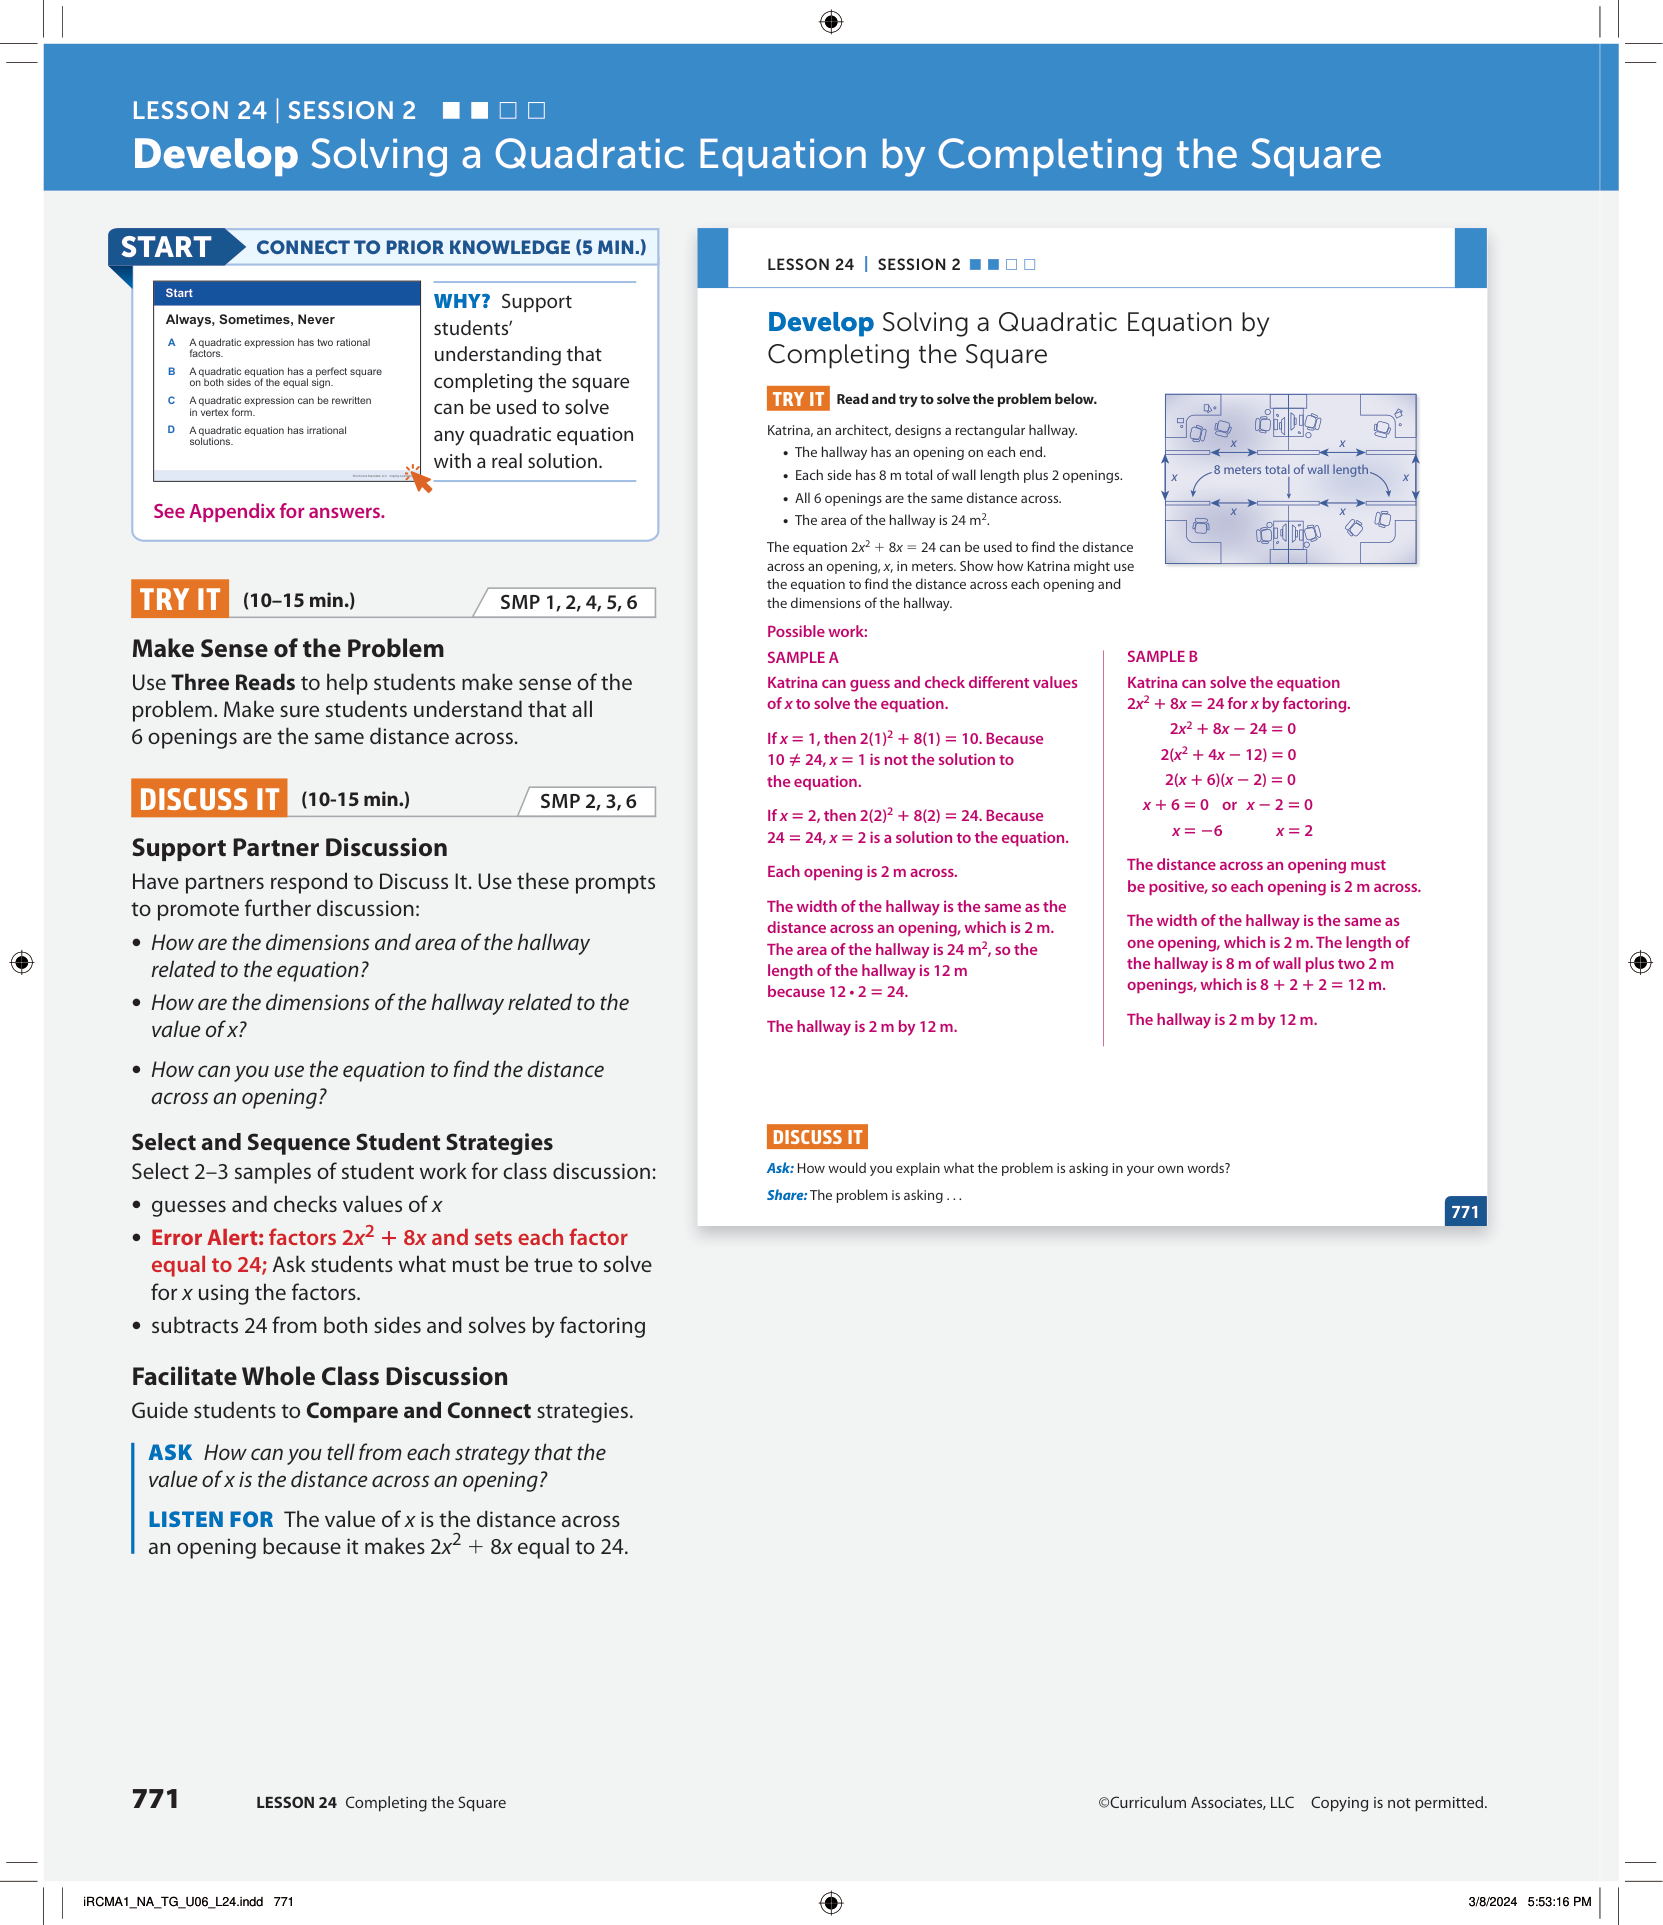 LESSON 24 | SESSION 2
Develop Solving a Quadratic Equation by Completing the Square
START CONNECT TO PRIOR KNOWLEDGE (5 MIN.)
Start
Always, Sometimes, Never
A A quadratic expression has two rational
factors.
B A quadratic equation has a perfect square
on both sides of the equal sign.
C A quadratic expression can be rewritten
in vertex form.
D A quadratic equation has irrational
solutions.
WHY? Support
students’
understanding that
completing the square
can be used to solve
any quadratic equation
with a real solution.
See Appendix for answers.
TRY IT (10–15 min.) SMP 1, 2, 4, 5, 6
Make Sense of the Problem
Use Three Reads to help students make sense of the
problem. Make sure students understand that all
6 openings are the same distance across.
DISCUSS IT (10-15 min.) SMP 2, 3, 6
Support Partner Discussion
Have partners respond to Discuss It. Use these prompts
to promote further discussion:
• How are the dimensions and area of the hallway
related to the equation?
• How are the dimensions of the hallway related to the
value of x?
• How can you use the equation to find the distance
across an opening?
Select and Sequence Student Strategies
Select 2–3 samples of student work for class discussion:
• guesses and checks values of x
• Error Alert: factors 2x² + 8x and sets each factor
equal to 24; Ask students what must be true to solve
for x using the factors.
• subtracts 24 from both sides and solves by factoring
Facilitate Whole Class Discussion
Guide students to Compare and Connect strategies.
ASK How can you tell from each strategy that the
value of x is the distance across an opening?
LISTEN FOR The value of x is the distance across
an opening because it makes 2x² + 8x equal to 24.
LESSON 24 | SESSION 2
Develop Solving a Quadratic Equation by
Completing the Square
TRY IT Read and try to solve the problem below.
Katrina, an architect, designs a rectangular hallway.
• The hallway has an opening on each end.
• Each side has 8 m total of wall length plus 2 openings.
• All 6 openings are the same distance across.
• The area of the hallway is 24 m².
The equation 2x² + 8x = 24 can be used to find the distance
across an opening, x, in meters. Show how Katrina might use
the equation to find the distance across each opening and
the dimensions of the hallway.
x x
x 8 meters total of wall length x
x x
Possible work:
SAMPLE A
Katrina can guess and check different values
of x to solve the equation.
If x = 1, then 2(1)² + 8(1) = 10. Because
10 ≠ 24, x = 1 is not the solution to
the equation.
If x = 2, then 2(2)² + 8(2) = 24. Because
24 = 24, x = 2 is a solution to the equation.
Each opening is 2 m across.
The width of the hallway is the same as the
distance across an opening, which is 2 m.
The area of the hallway is 24 m², so the
length of the hallway is 12 m
because 12 • 2 = 24.
The hallway is 2 m by 12 m.
SAMPLE B
Katrina can solve the equation
2x² + 8x = 24 for x by factoring.
2x² + 8x − 24 = 0
2(x² + 4x − 12) = 0
2(x + 6)(x − 2) = 0
x + 6 = 0 or x − 2 = 0
x = −6 x = 2
The distance across an opening must
be positive, so each opening is 2 m across.
The width of the hallway is the same as
one opening, which is 2 m. The length of
the hallway is 8 m of wall plus two 2 m
openings, which is 8 + 2 + 2 = 12 m.
The hallway is 2 m by 12 m.
DISCUSS IT
Ask: How would you explain what the problem is asking in your own words?
Share: The problem is asking . . .
771
771 LESSON 24 Completing the Square
©Curriculum Associates, LLC Copying is not permitted.
iRCMA1_NA_TG_U06_L24.indd 771
3/8/2024 5:53:16 PM